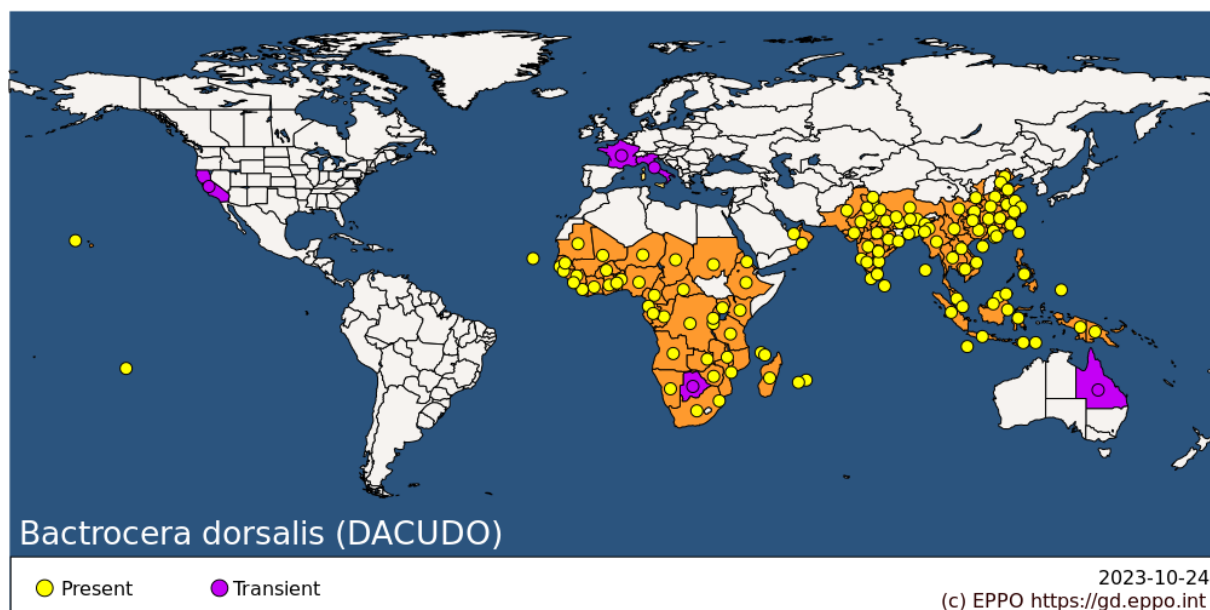 Bactrocera dorsalis (DACUDO)
Present
Transient
2023-10-24
(c) EPPO https://gd.eppo.int